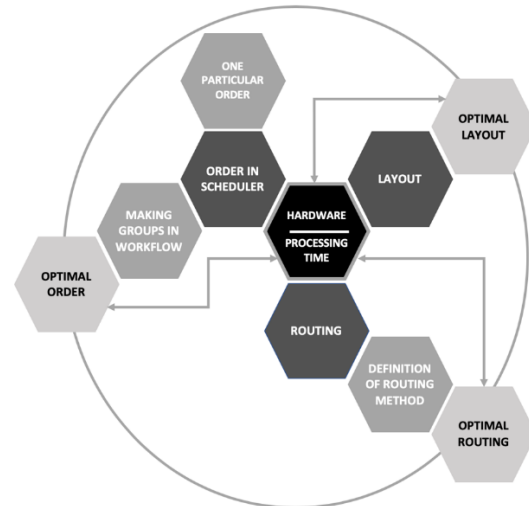 ONE
PARTICULAR
ORDER
OPTIMAL
LAYOUT
ORDER IN
SCHEDULER
LAYOUT
MAKING
GROUPS IN
WORKFLOW
HARDWARE
PROCESSING
TIME
OPTIMAL
ORDER
ROUTING
DEFINITION
OF ROUTING
METHOD
OPTIMAL
ROUTING